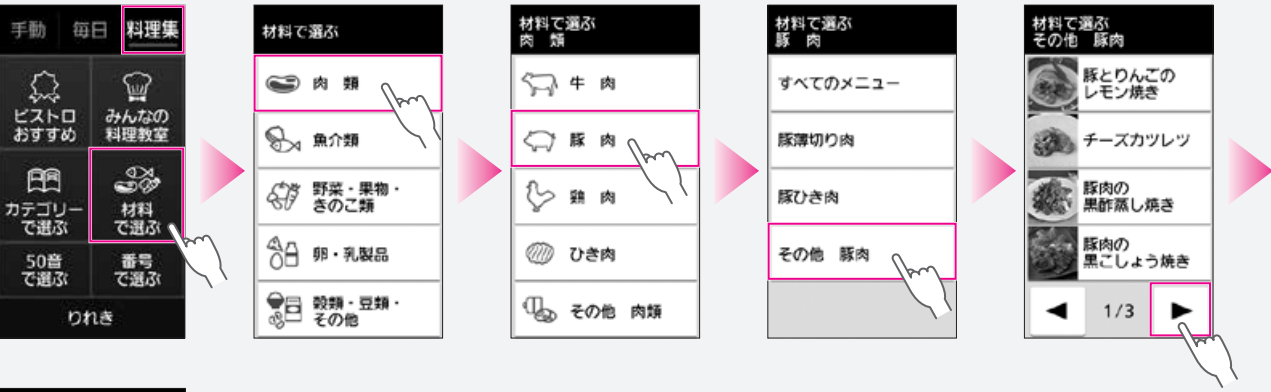 手動 毎日 料理集
ビストロ
おすすめ
みんなの
料理教室
カテゴリー
で選ぶ
材料
で選ぶ
50音
で選ぶ
番号
で選ぶ
りれき
材料で選ぶ
肉 類
魚介類
野菜・果物・
きのこ類
卵・乳製品
穀類・豆類・
その他
材料で選ぶ
肉 類
牛 肉
豚 肉
鶏 肉
ひき肉
その他 肉類
材料で選ぶ
豚 肉
すべてのメニュー
豚薄切り肉
豚ひき肉
その他 豚肉
材料で選ぶ
その他 豚肉
豚とりんごの
レモン焼き
チーズカツレツ
豚肉の
黒酢蒸し焼き
豚肉の
黒こしょう焼き
1/3